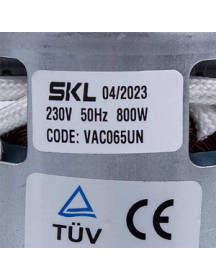 SKL 04/2023
230V 50Hz 800W
CODE: VAC065UN
TÜV CE